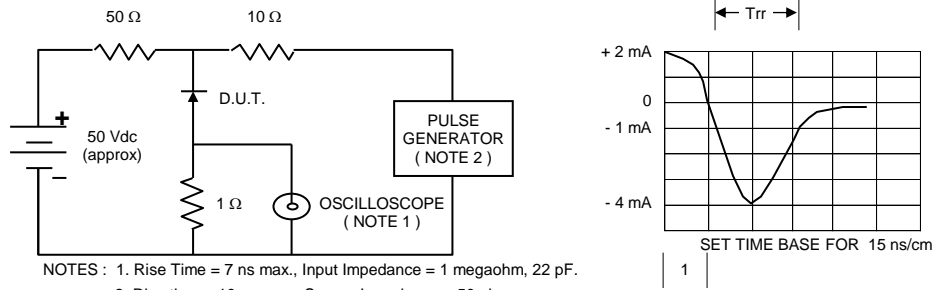 50 Ω
10 Ω
Trr
D.U.T.
+
50 Vdc
(approx)
−
1 Ω
OSCILLOSCOPE
( NOTE 1 )
PULSE
GENERATOR
( NOTE 2 )
+ 2 mA
0
- 1 mA
- 4 mA
SET TIME BASE FOR 15 ns/cm
1
NOTES : 1. Rise Time = 7 ns max., Input Impedance = 1 megaohm, 22 pF.